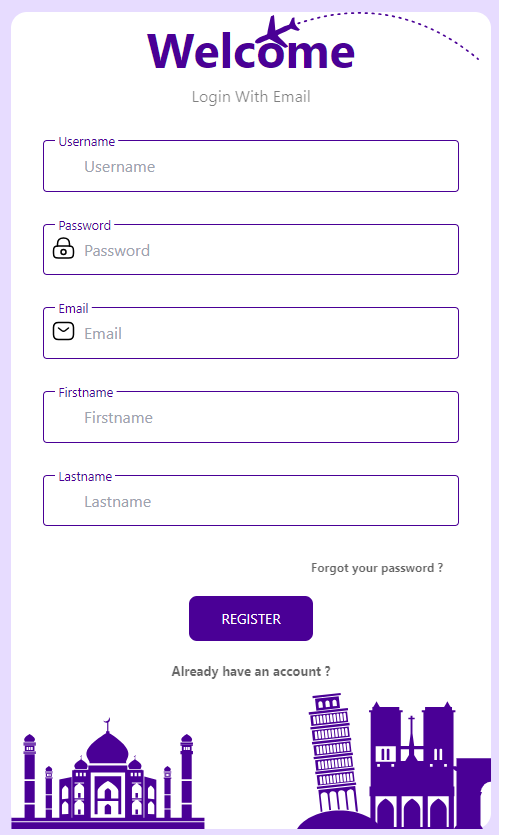 Welcome
Login With Email
Username
Username
Password
Password
Email
Email
Firstname
Firstname
Lastname
Lastname
Forgot your password ?
REGISTER
Already have an account ?